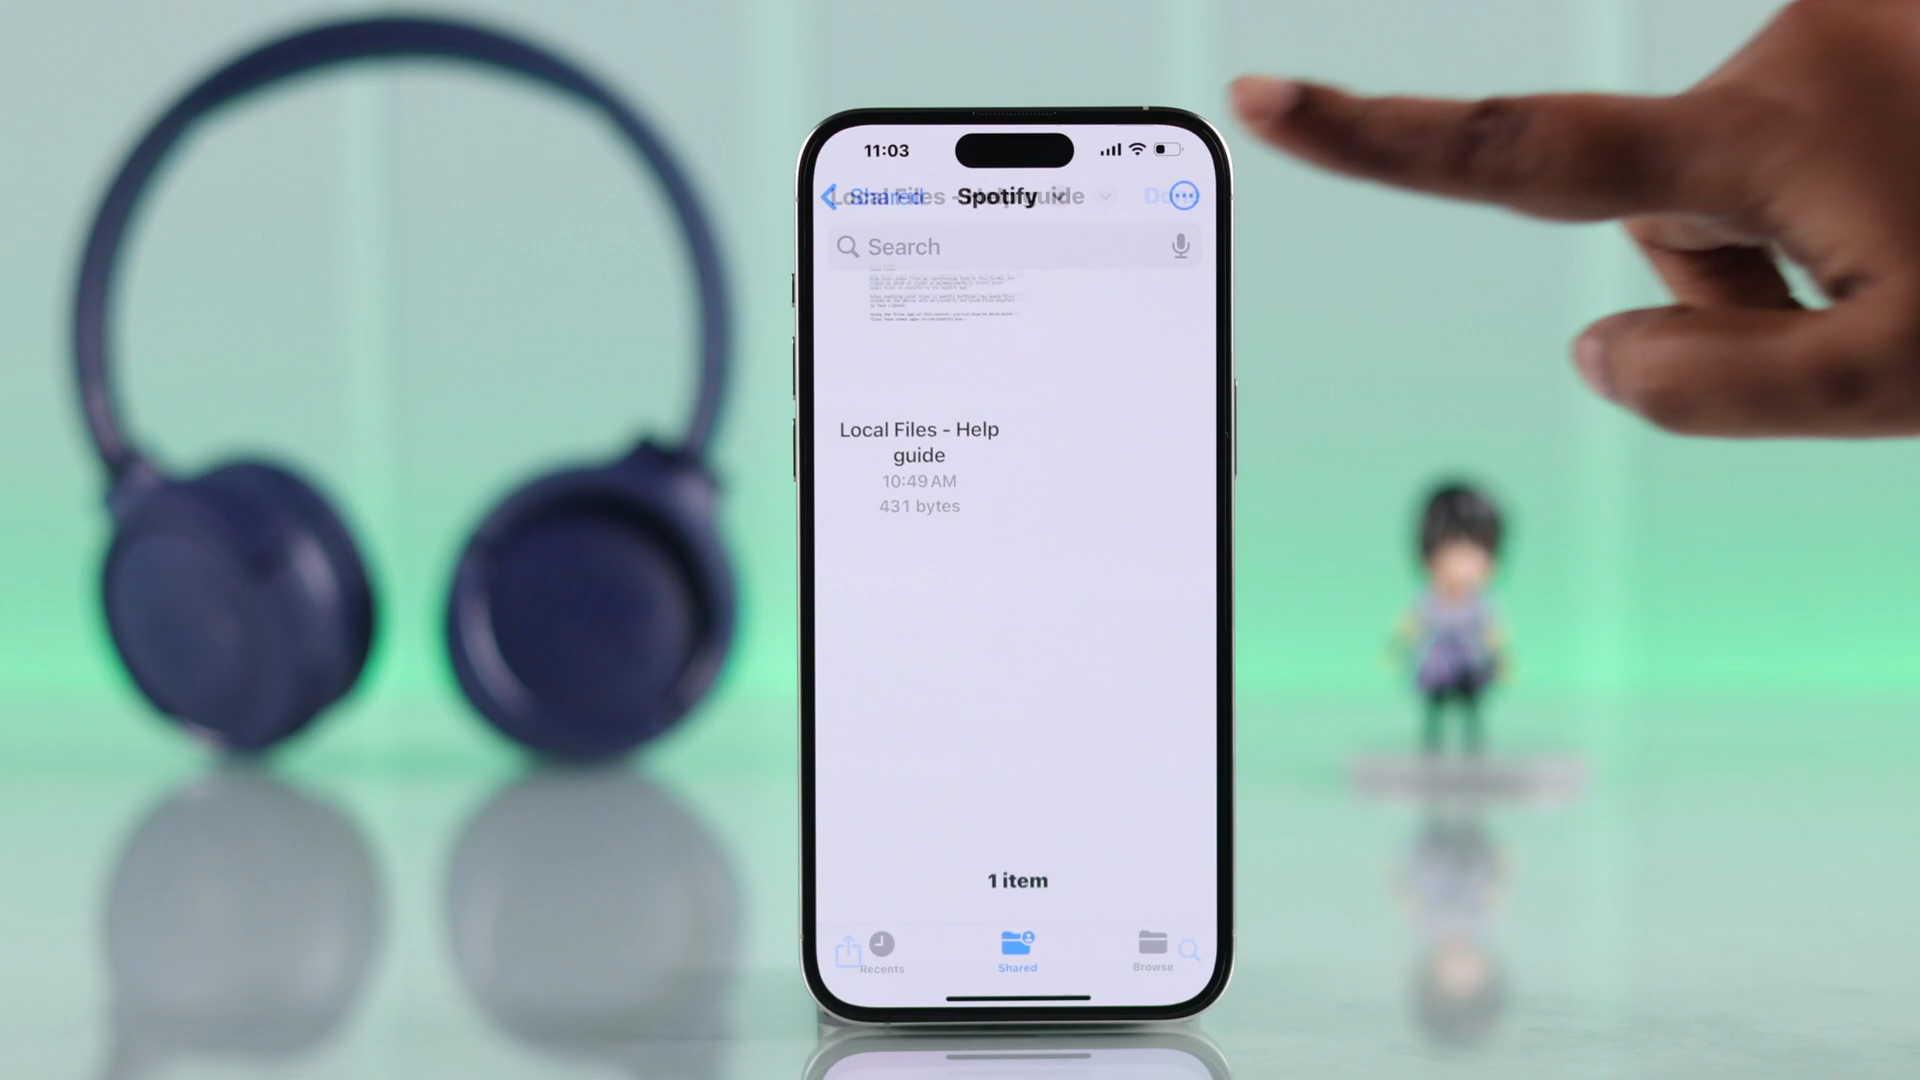 11:03
Shared
Spotify
Local Files - Help guide
Search
Local Files - Help
guide
10:49 AM
431 bytes
1 item
Recents
Shared
Browse